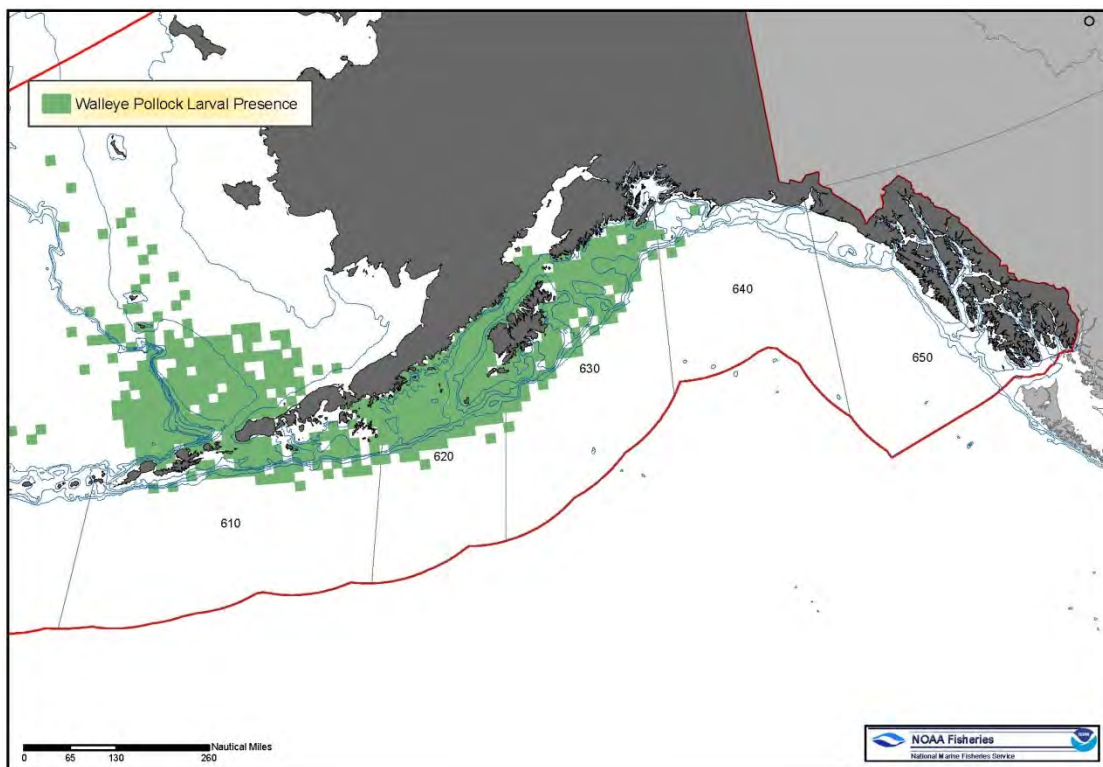 Walleye Pollock Larval Presence
640
650
630
620
610
Nautical Miles
0 65 130 260
NOAA Fisheries
National Marine Fisheries Service